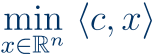 min ⟨c, x⟩
x∈ℝⁿ